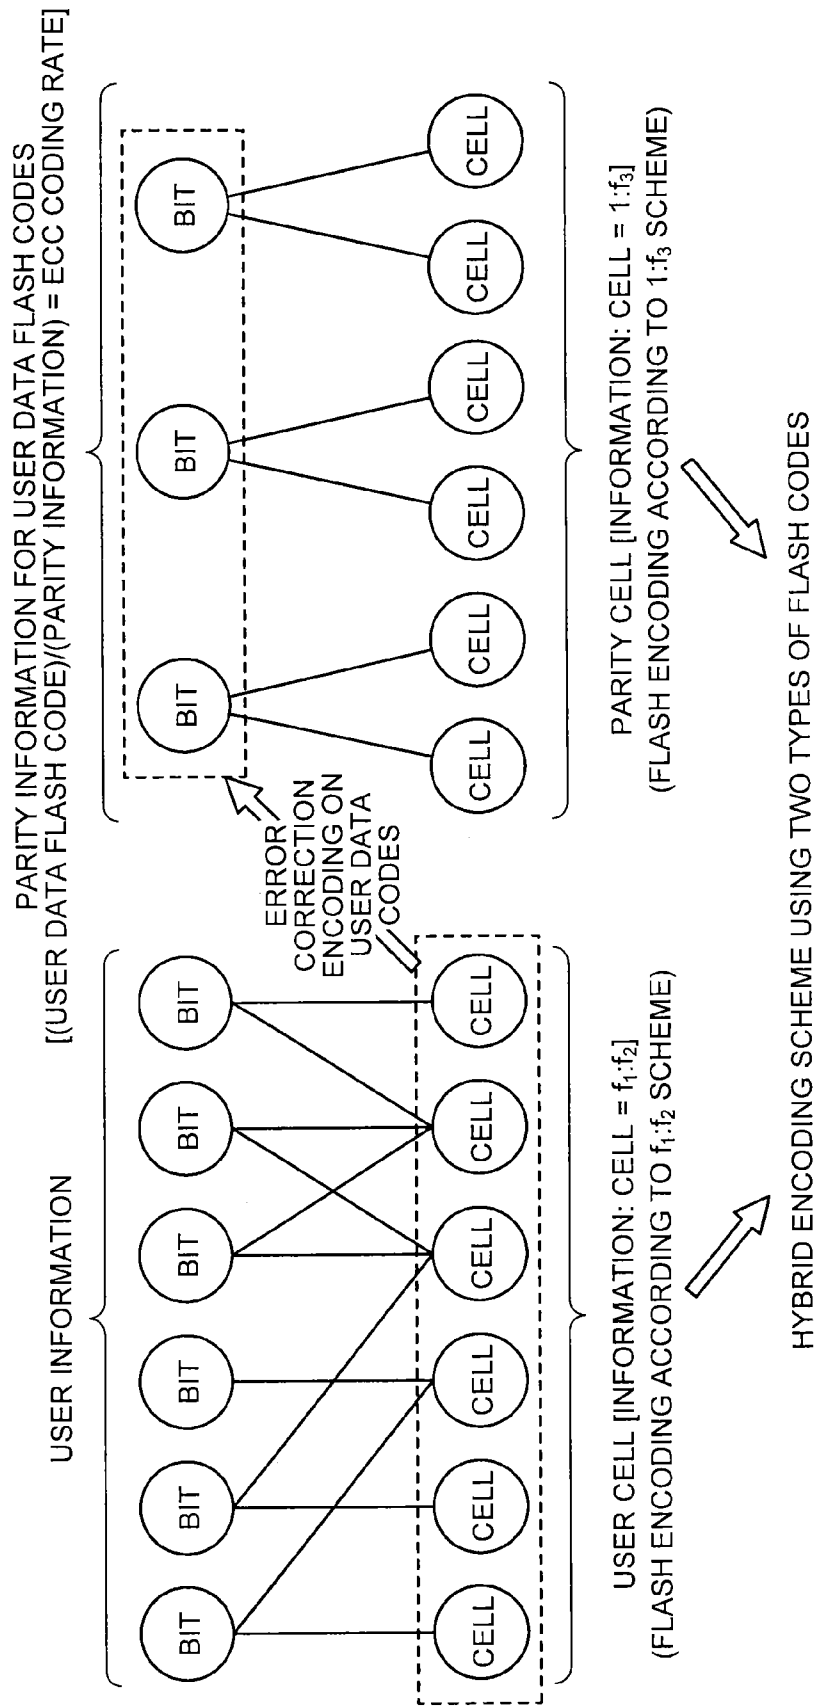 USER INFORMATION
BIT
BIT
BIT
BIT
BIT
BIT
CELL
CELL
CELL
CELL
CELL
CELL
USER CELL [INFORMATION: CELL = f₁:f₂]
(FLASH ENCODING ACCORDING TO f₁:f₂ SCHEME)
ERROR
CORRECTION
ENCODING ON
USER DATA
CODES
PARITY INFORMATION FOR USER DATA FLASH CODES
[(USER DATA FLASH CODE)/(PARITY INFORMATION) = ECC CODING RATE]
BIT
BIT
BIT
CELL
CELL
CELL
CELL
CELL
CELL
PARITY CELL [INFORMATION: CELL = 1:f₃]
(FLASH ENCODING ACCORDING TO 1:f₃ SCHEME)
HYBRID ENCODING SCHEME USING TWO TYPES OF FLASH CODES